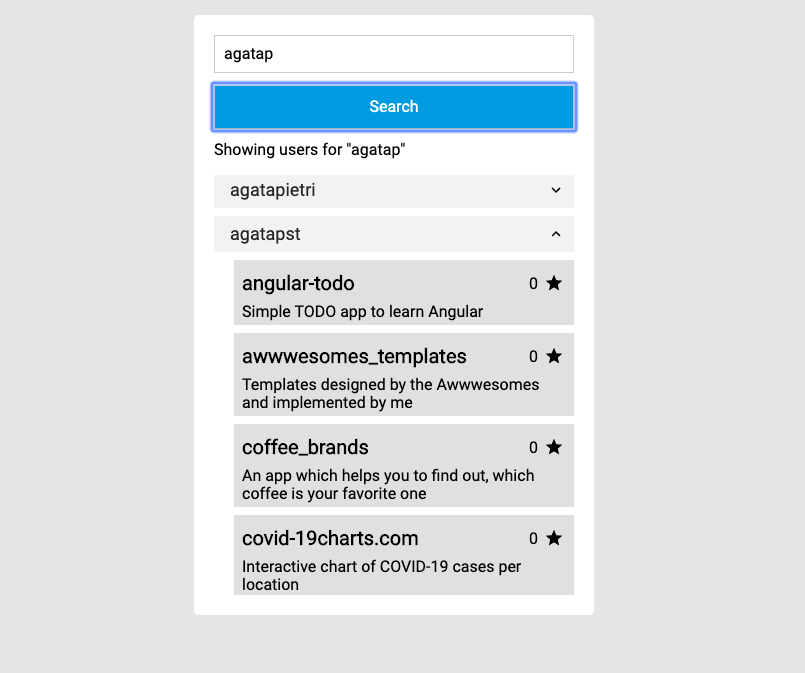 agatap
Search
Showing users for "agatap"
agatapietri
agatapst
angular-todo 0
Simple TODO app to learn Angular
awwwesomes_templates 0
Templates designed by the Awwwesomes
and implemented by me
coffee_brands 0
An app which helps you to find out, which
coffee is your favorite one
covid-19charts.com 0
Interactive chart of COVID-19 cases per
location